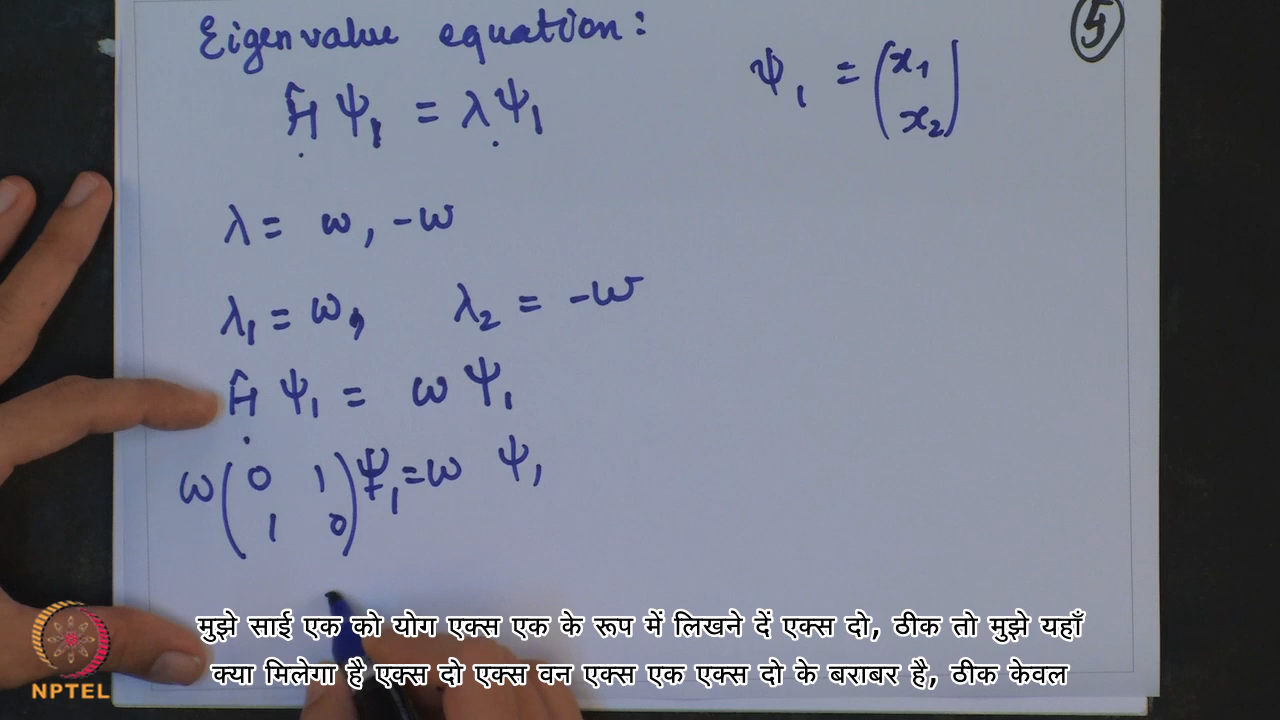 Eigenvalue equation:
5
Ĥ Ψ₁ = λ Ψ₁
ψ₁ = (x₁
x₂)
λ = ω, -ω
λ₁ = ω, λ₂ = -ω
Ĥ Ψ₁ = ω Ψ₁
ω (0 1
1 0) Ψ₁ = ω Ψ₁
मुझे साई एक को योग एक्स एक के रूप में लिखने दें एक्स दो, ठीक तो मुझे यहाँ
क्या मिलेगा है एक्स दो एक्स वन एक्स एक एक्स दो के बराबर है, ठीक केवल
NPTEL